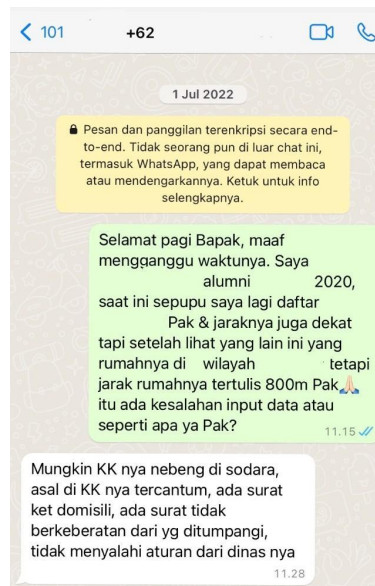 101 +62
1 Jul 2022
Pesan dan panggilan terenkripsi secara end-
to-end. Tidak seorang pun di luar chat ini,
termasuk WhatsApp, yang dapat membaca
atau mendengarkannya. Ketuk untuk info
selengkapnya.
Selamat pagi Bapak, maaf
mengganggu waktunya. Saya
alumni 2020,
saat ini sepupu saya lagi daftar
Pak & jaraknya juga dekat
tapi setelah lihat yang lain ini yang
rumahnya di wilayah tetapi
jarak rumahnya tertulis 800m Pak🙏🏻
itu ada kesalahan input data atau
seperti apa ya Pak?
11.15
Mungkin KK nya nebeng di sodara,
asal di KK nya tercantum, ada surat
ket domisili, ada surat tidak
berkeberatan dari yg ditumpangi,
tidak menyalahi aturan dari dinas nya
11.28